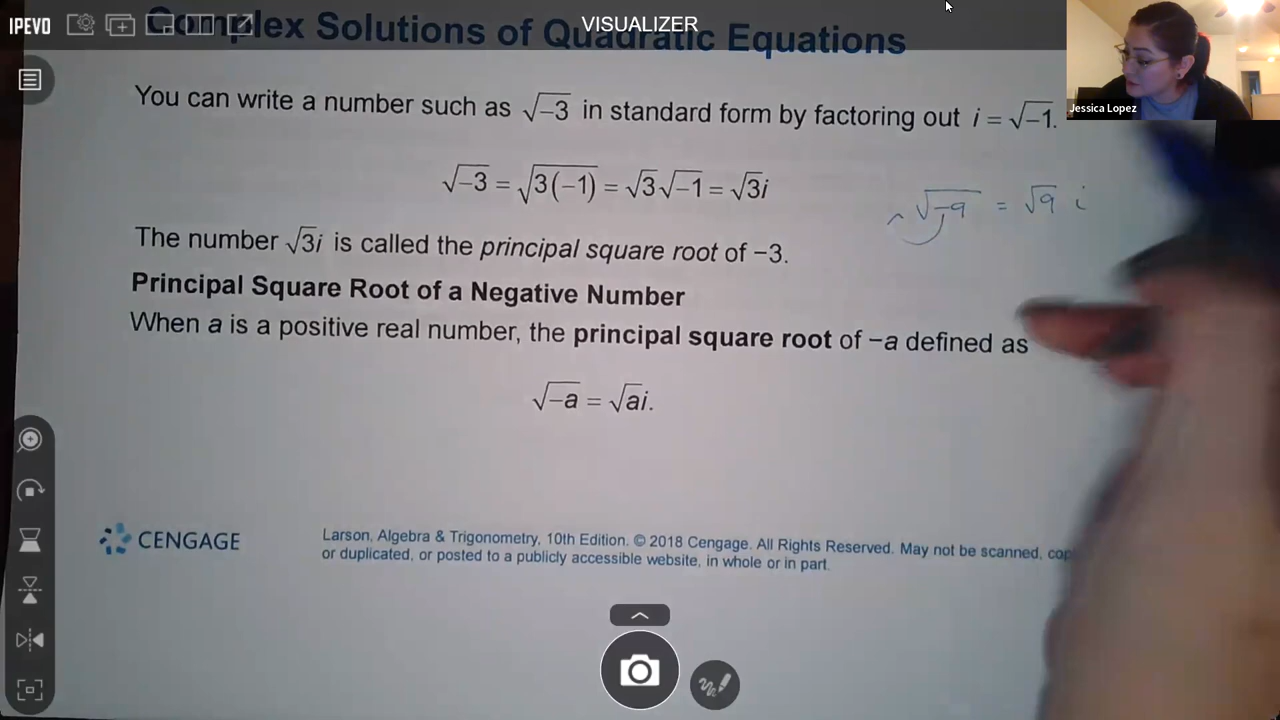 IPEVO
VISUALIZER
Complex Solutions of Quadratic Equations
Jessica Lopez
You can write a number such as √−3 in standard form by factoring out i = √−1.
√−3 = √3(−1) = √3√−1 = √3i
√−9 = √9 i
The number √3i is called the principal square root of −3.
Principal Square Root of a Negative Number
When a is a positive real number, the principal square root of −a defined as
√−a = √ai.
CENGAGE
Larson, Algebra & Trigonometry, 10th Edition. © 2018 Cengage. All Rights Reserved. May not be scanned, cop
or duplicated, or posted to a publicly accessible website, in whole or in part.